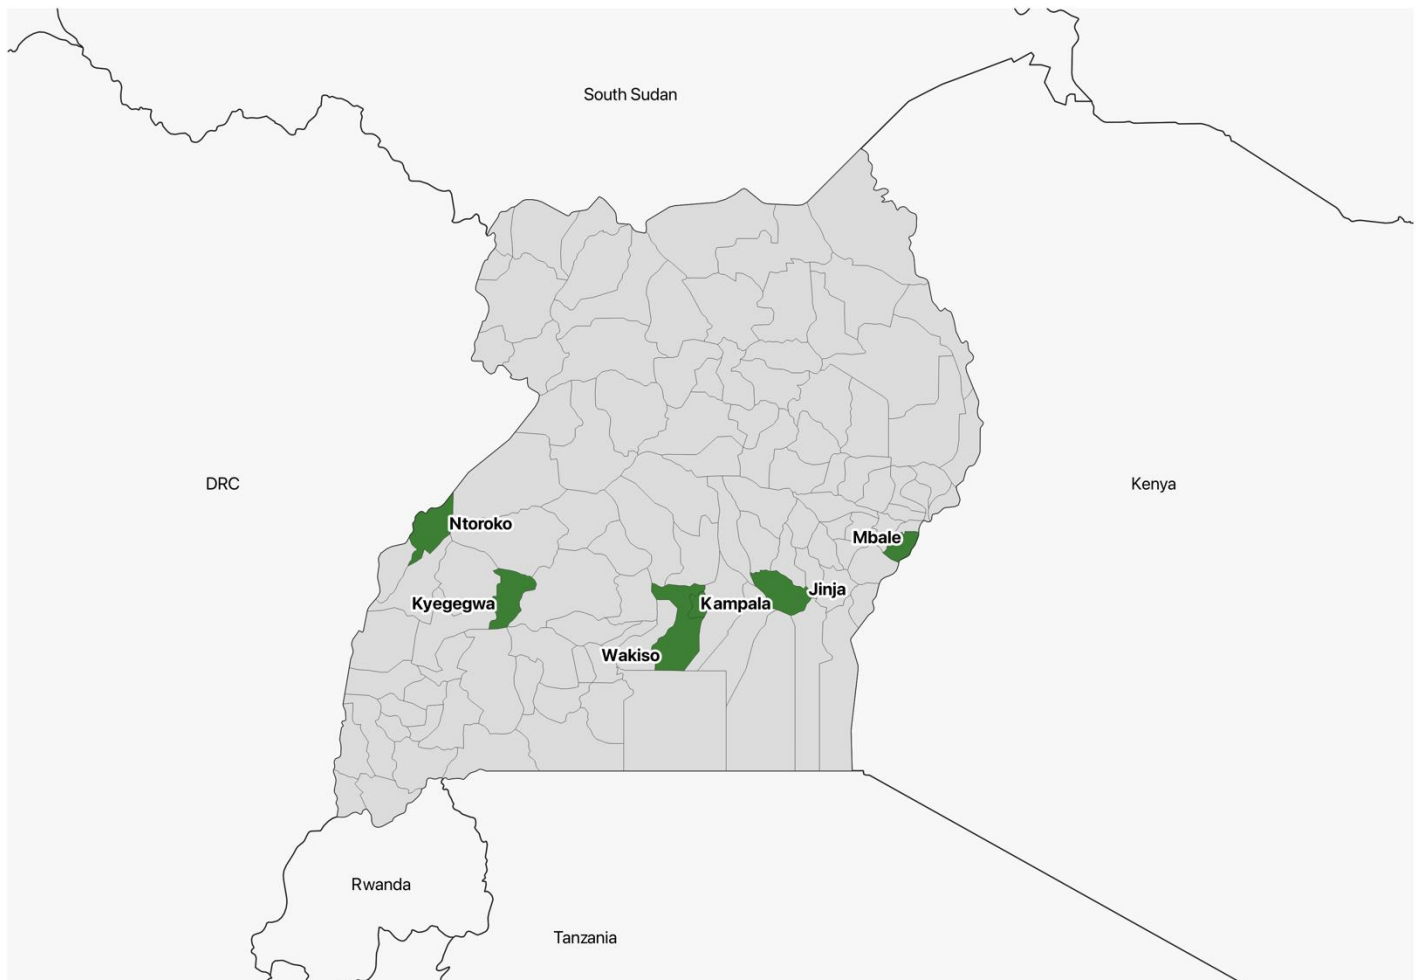 South Sudan
DRC
Kenya
Ntoroko
Mbale
Jinja
Kyegegwa
Kampala
Wakiso
Rwanda
Tanzania